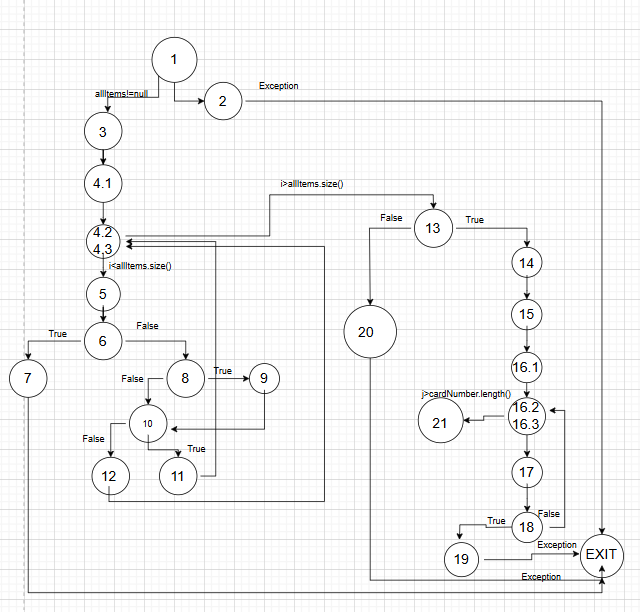 1
allItems!=null
Exception
2
3
4.1
i>allItems.size()
4.2
4,3
False
True
13
i<allItems.size()
14
5
15
True
False
6
20
16.1
7
False
8
True
9
j>cardNumber.length()
16.2
16.3
21
10
False
True
12
11
17
True
18
False
19
Exception
EXIT
Exception